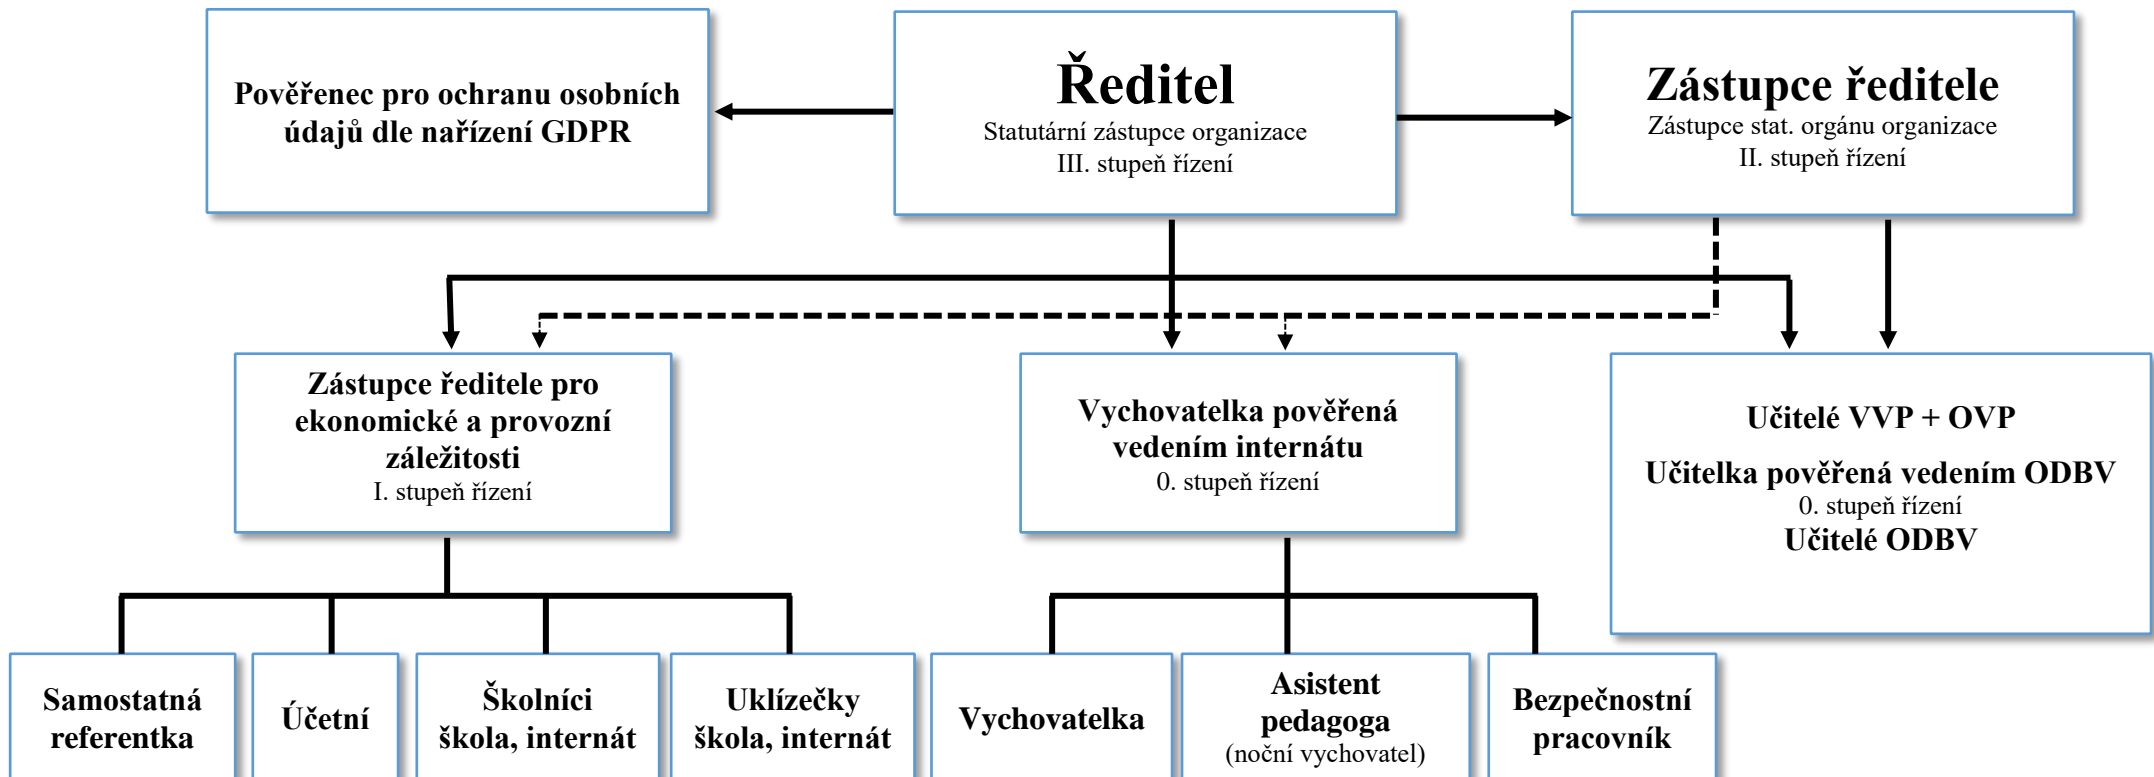 Pověřenec pro ochranu osobních
údajů dle nařízení GDPR
Ředitel
Statutární zástupce organizace
III. stupeň řízení
Zástupce ředitele
Zástupce stat. orgánu organizace
II. stupeň řízení
Zástupce ředitele pro
ekonomické a provozní
záležitosti
I. stupeň řízení
Vychovatelka pověřená
vedením internátu
0. stupeň řízení
Učitelé VVP + OVP
Učitelka pověřená vedením ODBV
0. stupeň řízení
Učitelé ODBV
Samostatná
referentka
Účetní
Školníci
škola, internát
Uklízečky
škola, internát
Vychovatelka
Asistent
pedagoga
(noční vychovatel)
Bezpečnostní
pracovník